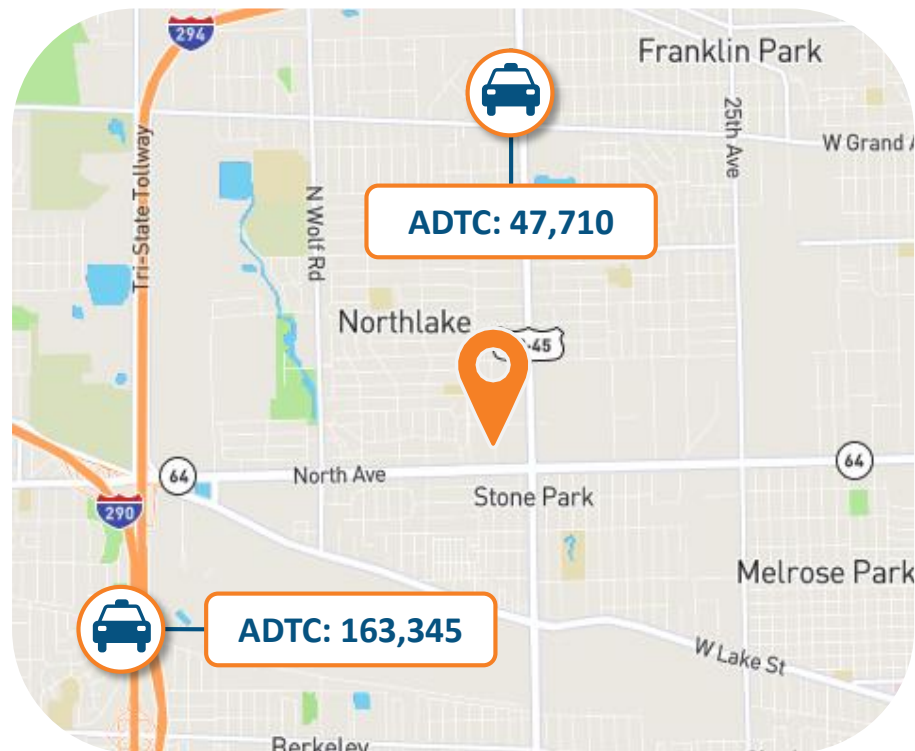 294
Franklin Park
25th Ave
W Grand
Tri-State Tollway
N Wolf Rd
ADTC: 47,710
Northlake
45
64
North Ave
64
Stone Park
290
Melrose Park
ADTC: 163,345
W Lake St
Berkeley